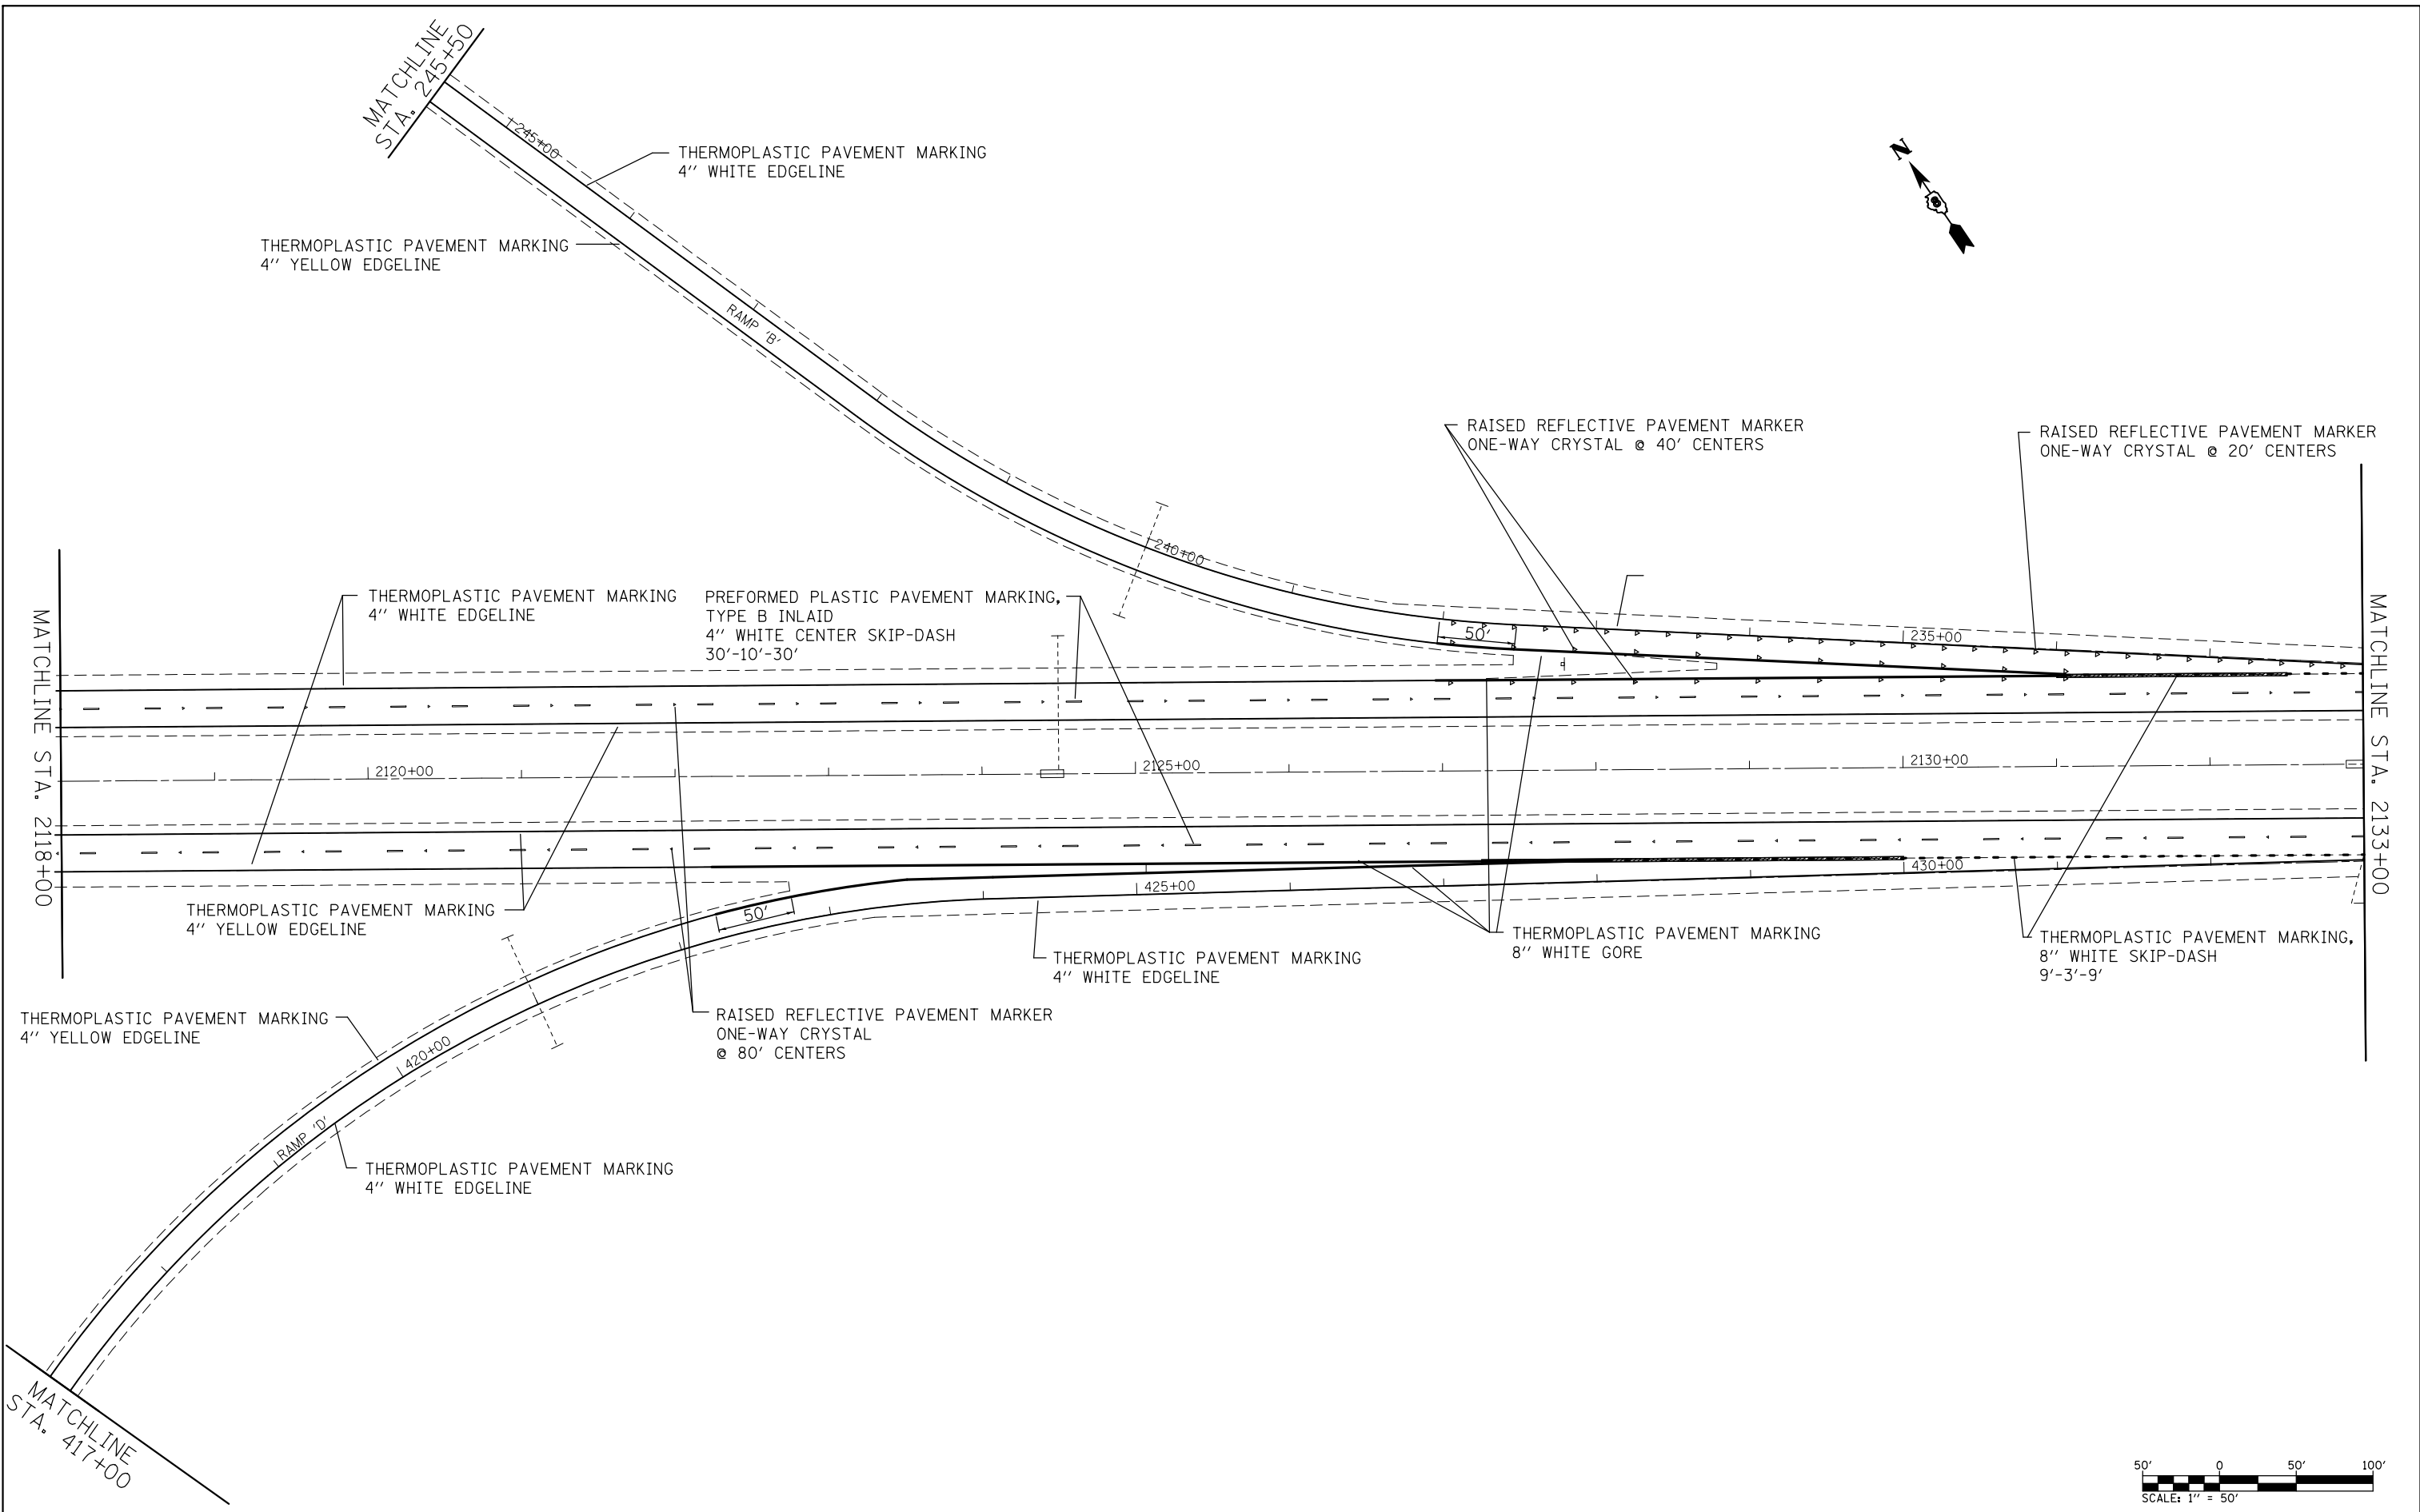 MATCHLINE
STA. 245+50
245+00
THERMOPLASTIC PAVEMENT MARKING
4'' WHITE EDGELINE
N
THERMOPLASTIC PAVEMENT MARKING
4'' YELLOW EDGELINE
RAMP 'B'
RAISED REFLECTIVE PAVEMENT MARKER
ONE-WAY CRYSTAL @ 40' CENTERS
RAISED REFLECTIVE PAVEMENT MARKER
ONE-WAY CRYSTAL @ 20' CENTERS
240+00
THERMOPLASTIC PAVEMENT MARKING
4'' WHITE EDGELINE
PREFORMED PLASTIC PAVEMENT MARKING,
TYPE B INLAID
4'' WHITE CENTER SKIP-DASH
30'-10'-30'
50'
235+00
MATCHLINE STA. 2118+00
MATCHLINE STA. 2133+00
2120+00
2125+00
2130+00
425+00
430+00
THERMOPLASTIC PAVEMENT MARKING
4'' YELLOW EDGELINE
50'
THERMOPLASTIC PAVEMENT MARKING
8'' WHITE GORE
THERMOPLASTIC PAVEMENT MARKING,
8'' WHITE SKIP-DASH
9'-3'-9'
THERMOPLASTIC PAVEMENT MARKING
4'' WHITE EDGELINE
THERMOPLASTIC PAVEMENT MARKING
4'' YELLOW EDGELINE
RAISED REFLECTIVE PAVEMENT MARKER
ONE-WAY CRYSTAL
@ 80' CENTERS
420+00
RAMP 'D'
THERMOPLASTIC PAVEMENT MARKING
4'' WHITE EDGELINE
MATCHLINE
STA. 417+00
50' 0 50' 100'
SCALE: 1'' = 50'